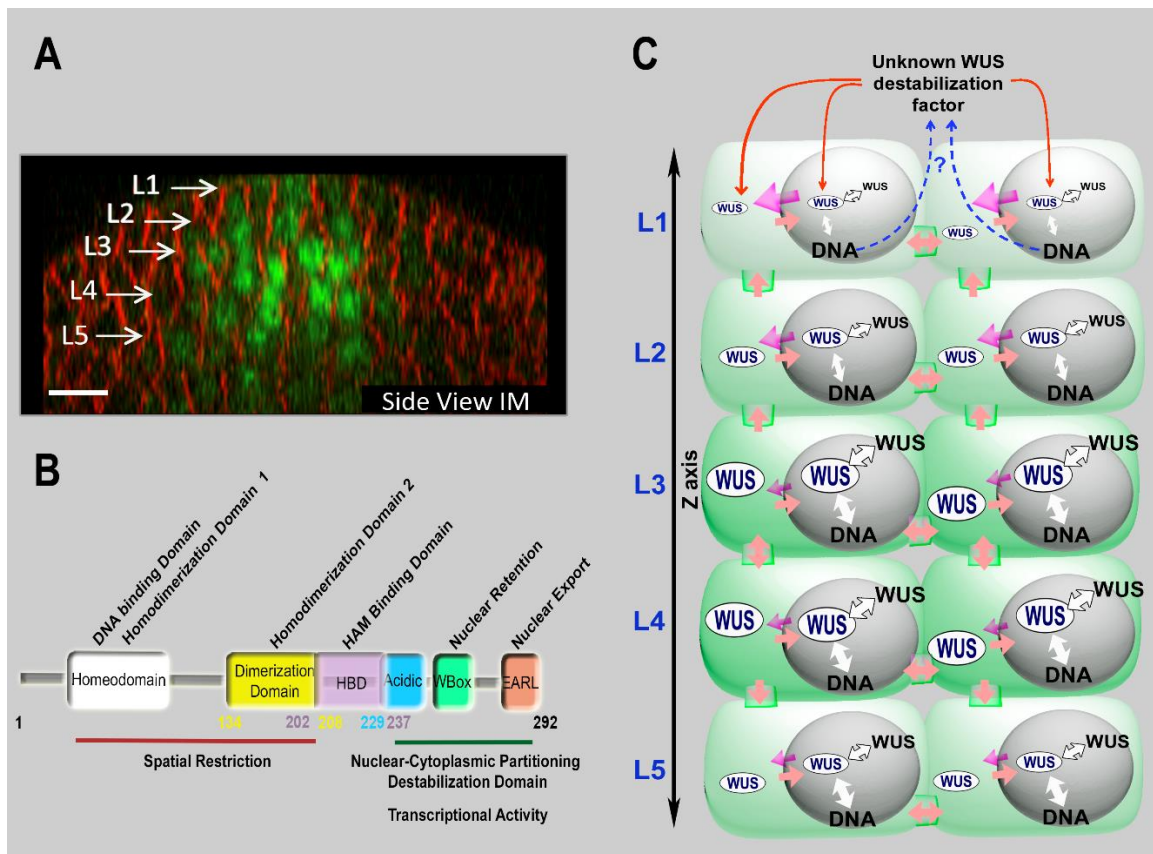 A
L1
L2
L3
L4
L5
Side View IM
B
DNA binding Domain
Homodimerization Domain 1
Homodimerization Domain 2
HAM Binding Domain
Nuclear Retention
Nuclear Export
Homeodomain
Dimerization
Domain
HBD
Acidic
WBox
EARL
1
134
202
208
229
237
292
Spatial Restriction
Nuclear-Cytoplasmic Partitioning
Destabilization Domain
Transcriptional Activity
C
Unknown WUS
destabilization
factor
?
Z axis
L1
WUS
WUS
WUS
DNA
WUS
WUS
WUS
DNA
L2
WUS
WUS
WUS
DNA
WUS
WUS
WUS
DNA
L3
WUS
WUS
WUS
DNA
WUS
WUS
WUS
DNA
L4
WUS
WUS
WUS
DNA
WUS
WUS
WUS
DNA
L5
WUS
WUS
WUS
DNA
WUS
WUS
WUS
DNA